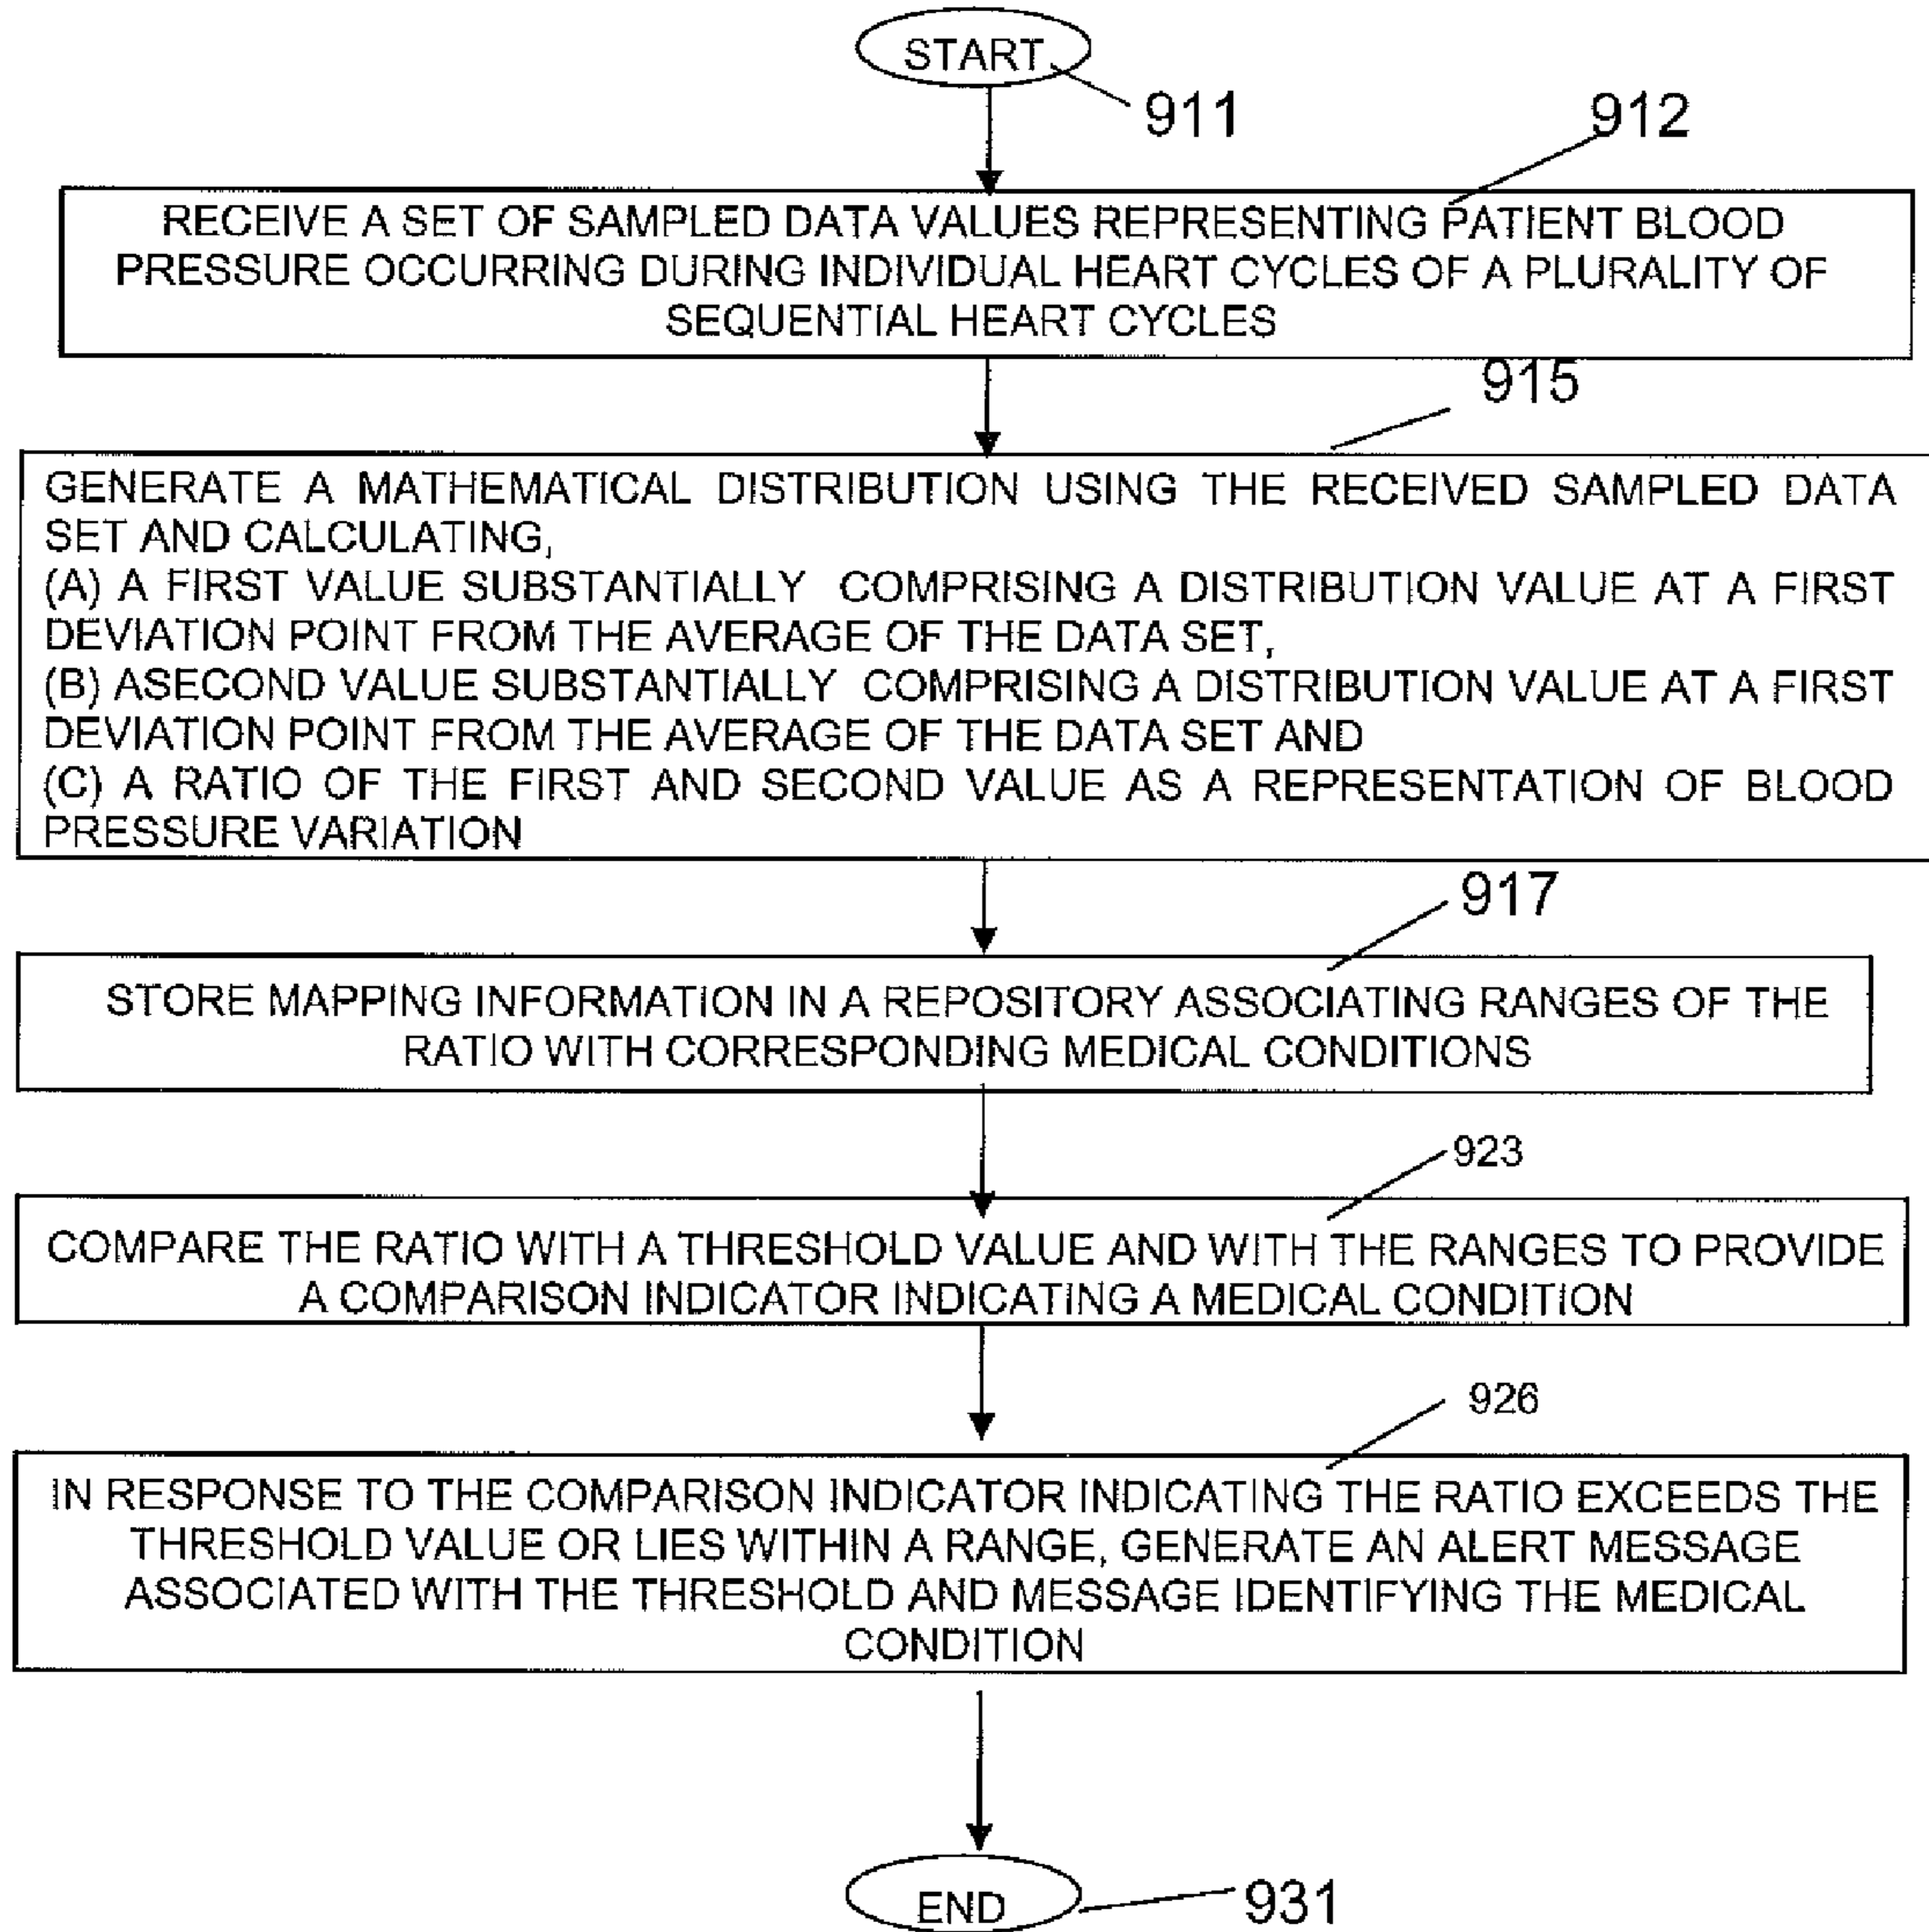 START
911
912
RECEIVE A SET OF SAMPLED DATA VALUES REPRESENTING PATIENT BLOOD
PRESSURE OCCURRING DURING INDIVIDUAL HEART CYCLES OF A PLURALITY OF
SEQUENTIAL HEART CYCLES
915
GENERATE A MATHEMATICAL DISTRIBUTION USING THE RECEIVED SAMPLED DATA
SET AND CALCULATING,
(A) A FIRST VALUE SUBSTANTIALLY COMPRISING A DISTRIBUTION VALUE AT A FIRST
DEVIATION POINT FROM THE AVERAGE OF THE DATA SET,
(B) ASECOND VALUE SUBSTANTIALLY COMPRISING A DISTRIBUTION VALUE AT A FIRST
DEVIATION POINT FROM THE AVERAGE OF THE DATA SET AND
(C) A RATIO OF THE FIRST AND SECOND VALUE AS A REPRESENTATION OF BLOOD
PRESSURE VARIATION
917
STORE MAPPING INFORMATION IN A REPOSITORY ASSOCIATING RANGES OF THE
RATIO WITH CORRESPONDING MEDICAL CONDITIONS
923
COMPARE THE RATIO WITH A THRESHOLD VALUE AND WITH THE RANGES TO PROVIDE
A COMPARISON INDICATOR INDICATING A MEDICAL CONDITION
926
IN RESPONSE TO THE COMPARISON INDICATOR INDICATING THE RATIO EXCEEDS THE
THRESHOLD VALUE OR LIES WITHIN A RANGE, GENERATE AN ALERT MESSAGE
ASSOCIATED WITH THE THRESHOLD AND MESSAGE IDENTIFYING THE MEDICAL
CONDITION
END
931